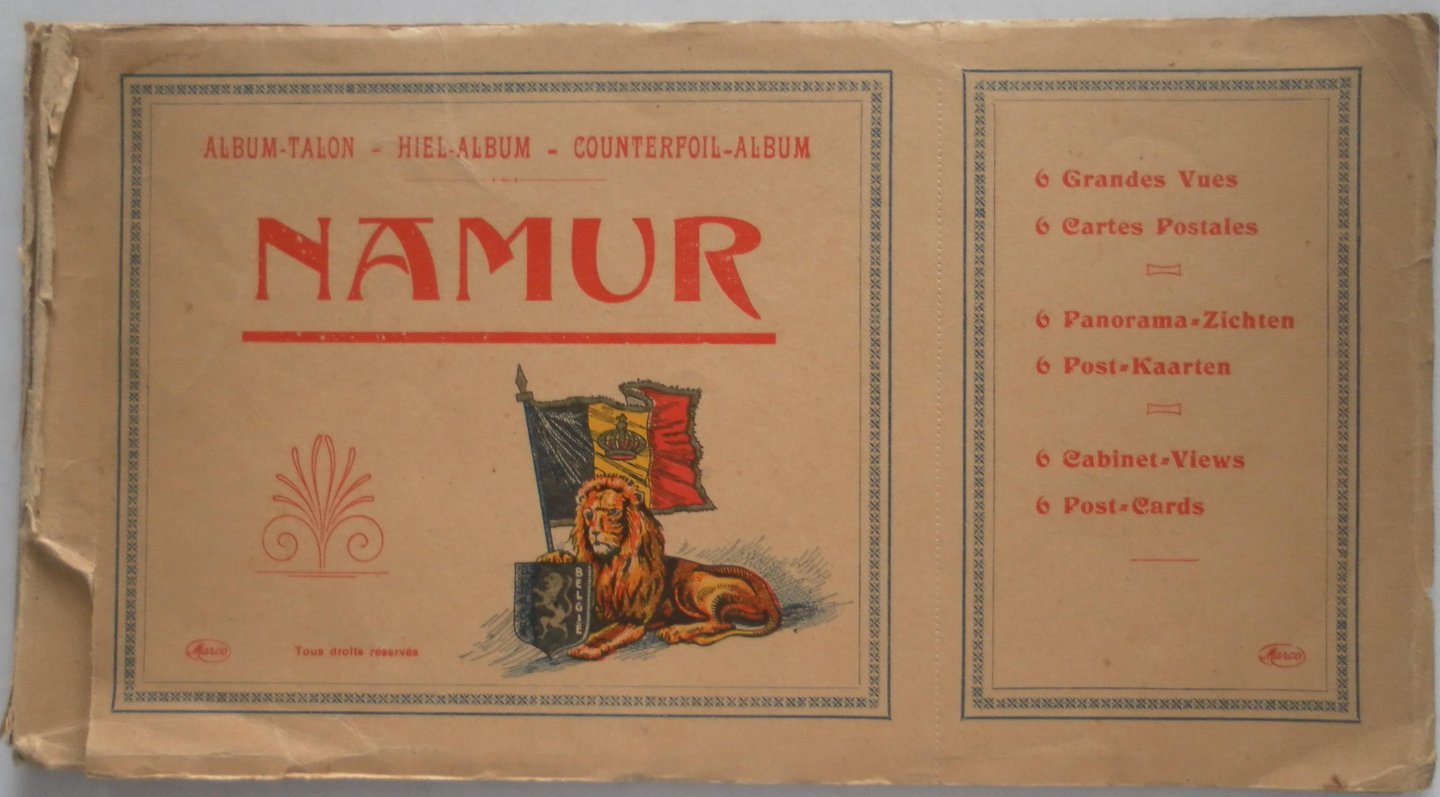 ALBUM-TALON - HIEL-ALBUM - COUNTERFOIL-ALBUM
NAMUR
BELGIE
Marco
Tous droits réservés
6 Grandes Vues
6 Cartes Postales
6 Panorama-Zichten
6 Post-Kaarten
6 Cabinet-Views
6 Post-Cards
Marco